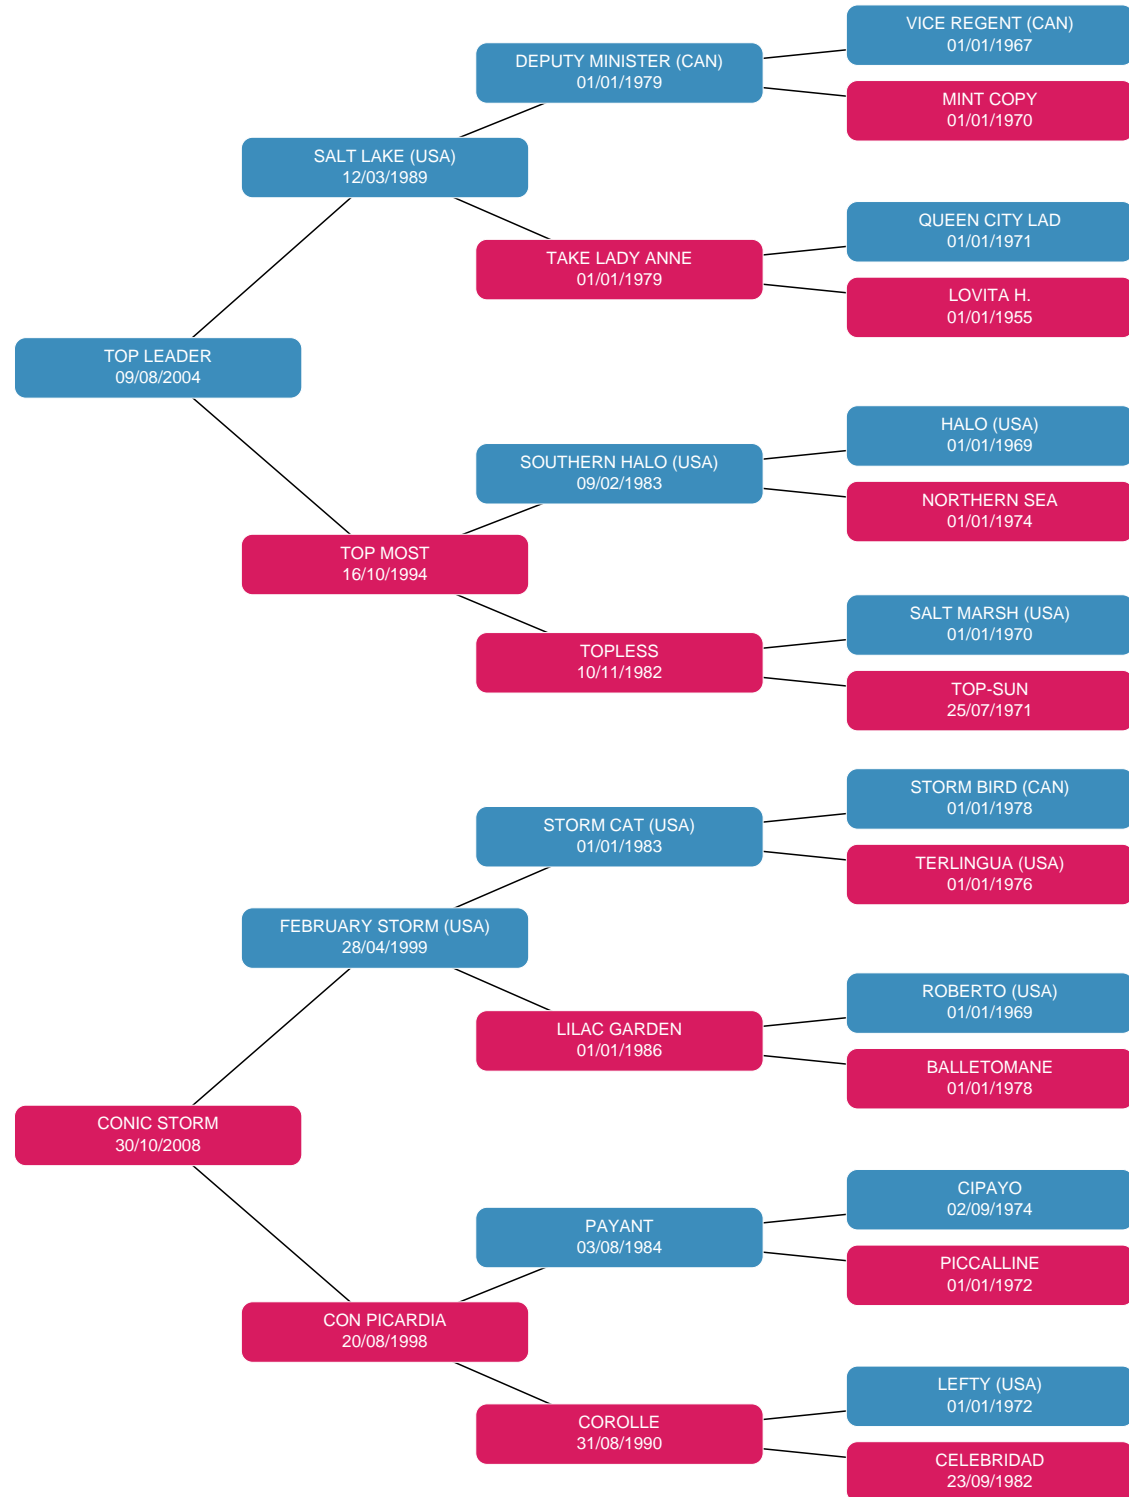 VICE REGENT (CAN)
01/01/1967
DEPUTY MINISTER (CAN)
01/01/1979
MINT COPY
01/01/1970
SALT LAKE (USA)
12/03/1989
QUEEN CITY LAD
01/01/1971
TAKE LADY ANNE
01/01/1979
LOVITA H.
01/01/1955
TOP LEADER
09/08/2004
HALO (USA)
01/01/1969
SOUTHERN HALO (USA)
09/02/1983
NORTHERN SEA
01/01/1974
TOP MOST
16/10/1994
SALT MARSH (USA)
01/01/1970
TOPLESS
10/11/1982
TOP-SUN
25/07/1971
STORM BIRD (CAN)
01/01/1978
STORM CAT (USA)
01/01/1983
TERLINGUA (USA)
01/01/1976
FEBRUARY STORM (USA)
28/04/1999
ROBERTO (USA)
01/01/1969
LILAC GARDEN
01/01/1986
BALLETOMANE
01/01/1978
CONIC STORM
30/10/2008
CIPAYO
02/09/1974
PAYANT
03/08/1984
PICCALLINE
01/01/1972
CON PICARDIA
20/08/1998
LEFTY (USA)
01/01/1972
COROLLE
31/08/1990
CELEBRIDAD
23/09/1982